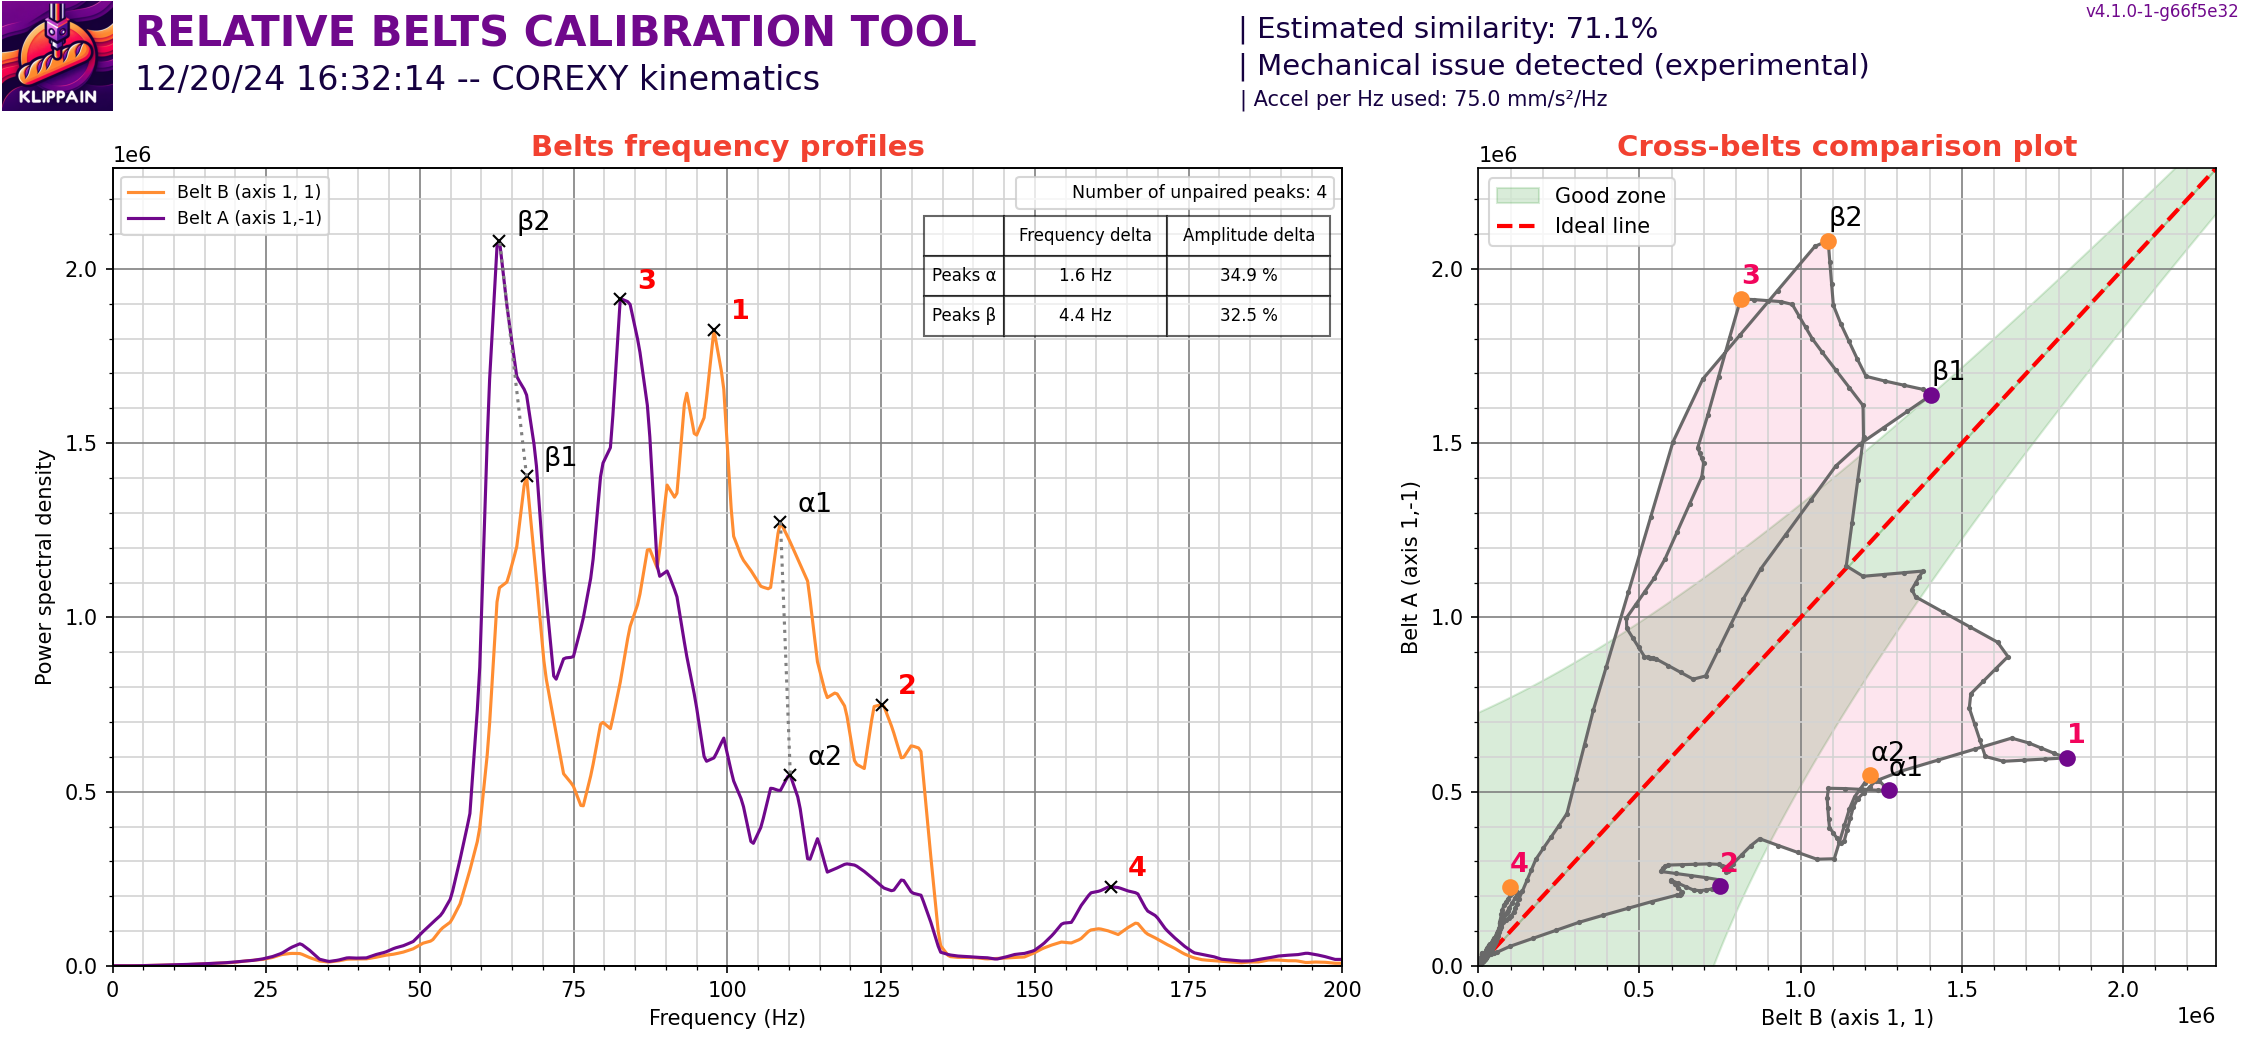 KLIPPAIN
RELATIVE BELTS CALIBRATION TOOL
12/20/24 16:32:14 -- COREXY kinematics
| Estimated similarity: 71.1%
| Mechanical issue detected (experimental)
| Accel per Hz used: 75.0 mm/s²/Hz
v4.1.0-1-g66f5e32
Belts frequency profiles
1e6
Belt B (axis 1, 1)
Belt A (axis 1,-1)
Number of unpaired peaks: 4
Frequency delta Amplitude delta
Peaks α 1.6 Hz 34.9 %
Peaks β 4.4 Hz 32.5 %
β2
3
1
β1
α1
2
α2
4
2.0
1.5
1.0
0.5
0.0
Power spectral density
0 25 50 75 100 125 150 175 200
Frequency (Hz)
Cross-belts comparison plot
1e6
Good zone
Ideal line
β2
3
β1
1
α2
α1
2
4
2.0
1.5
1.0
0.5
0.0
Belt A (axis 1,-1)
0.0 0.5 1.0 1.5 2.0
Belt B (axis 1, 1)
1e6